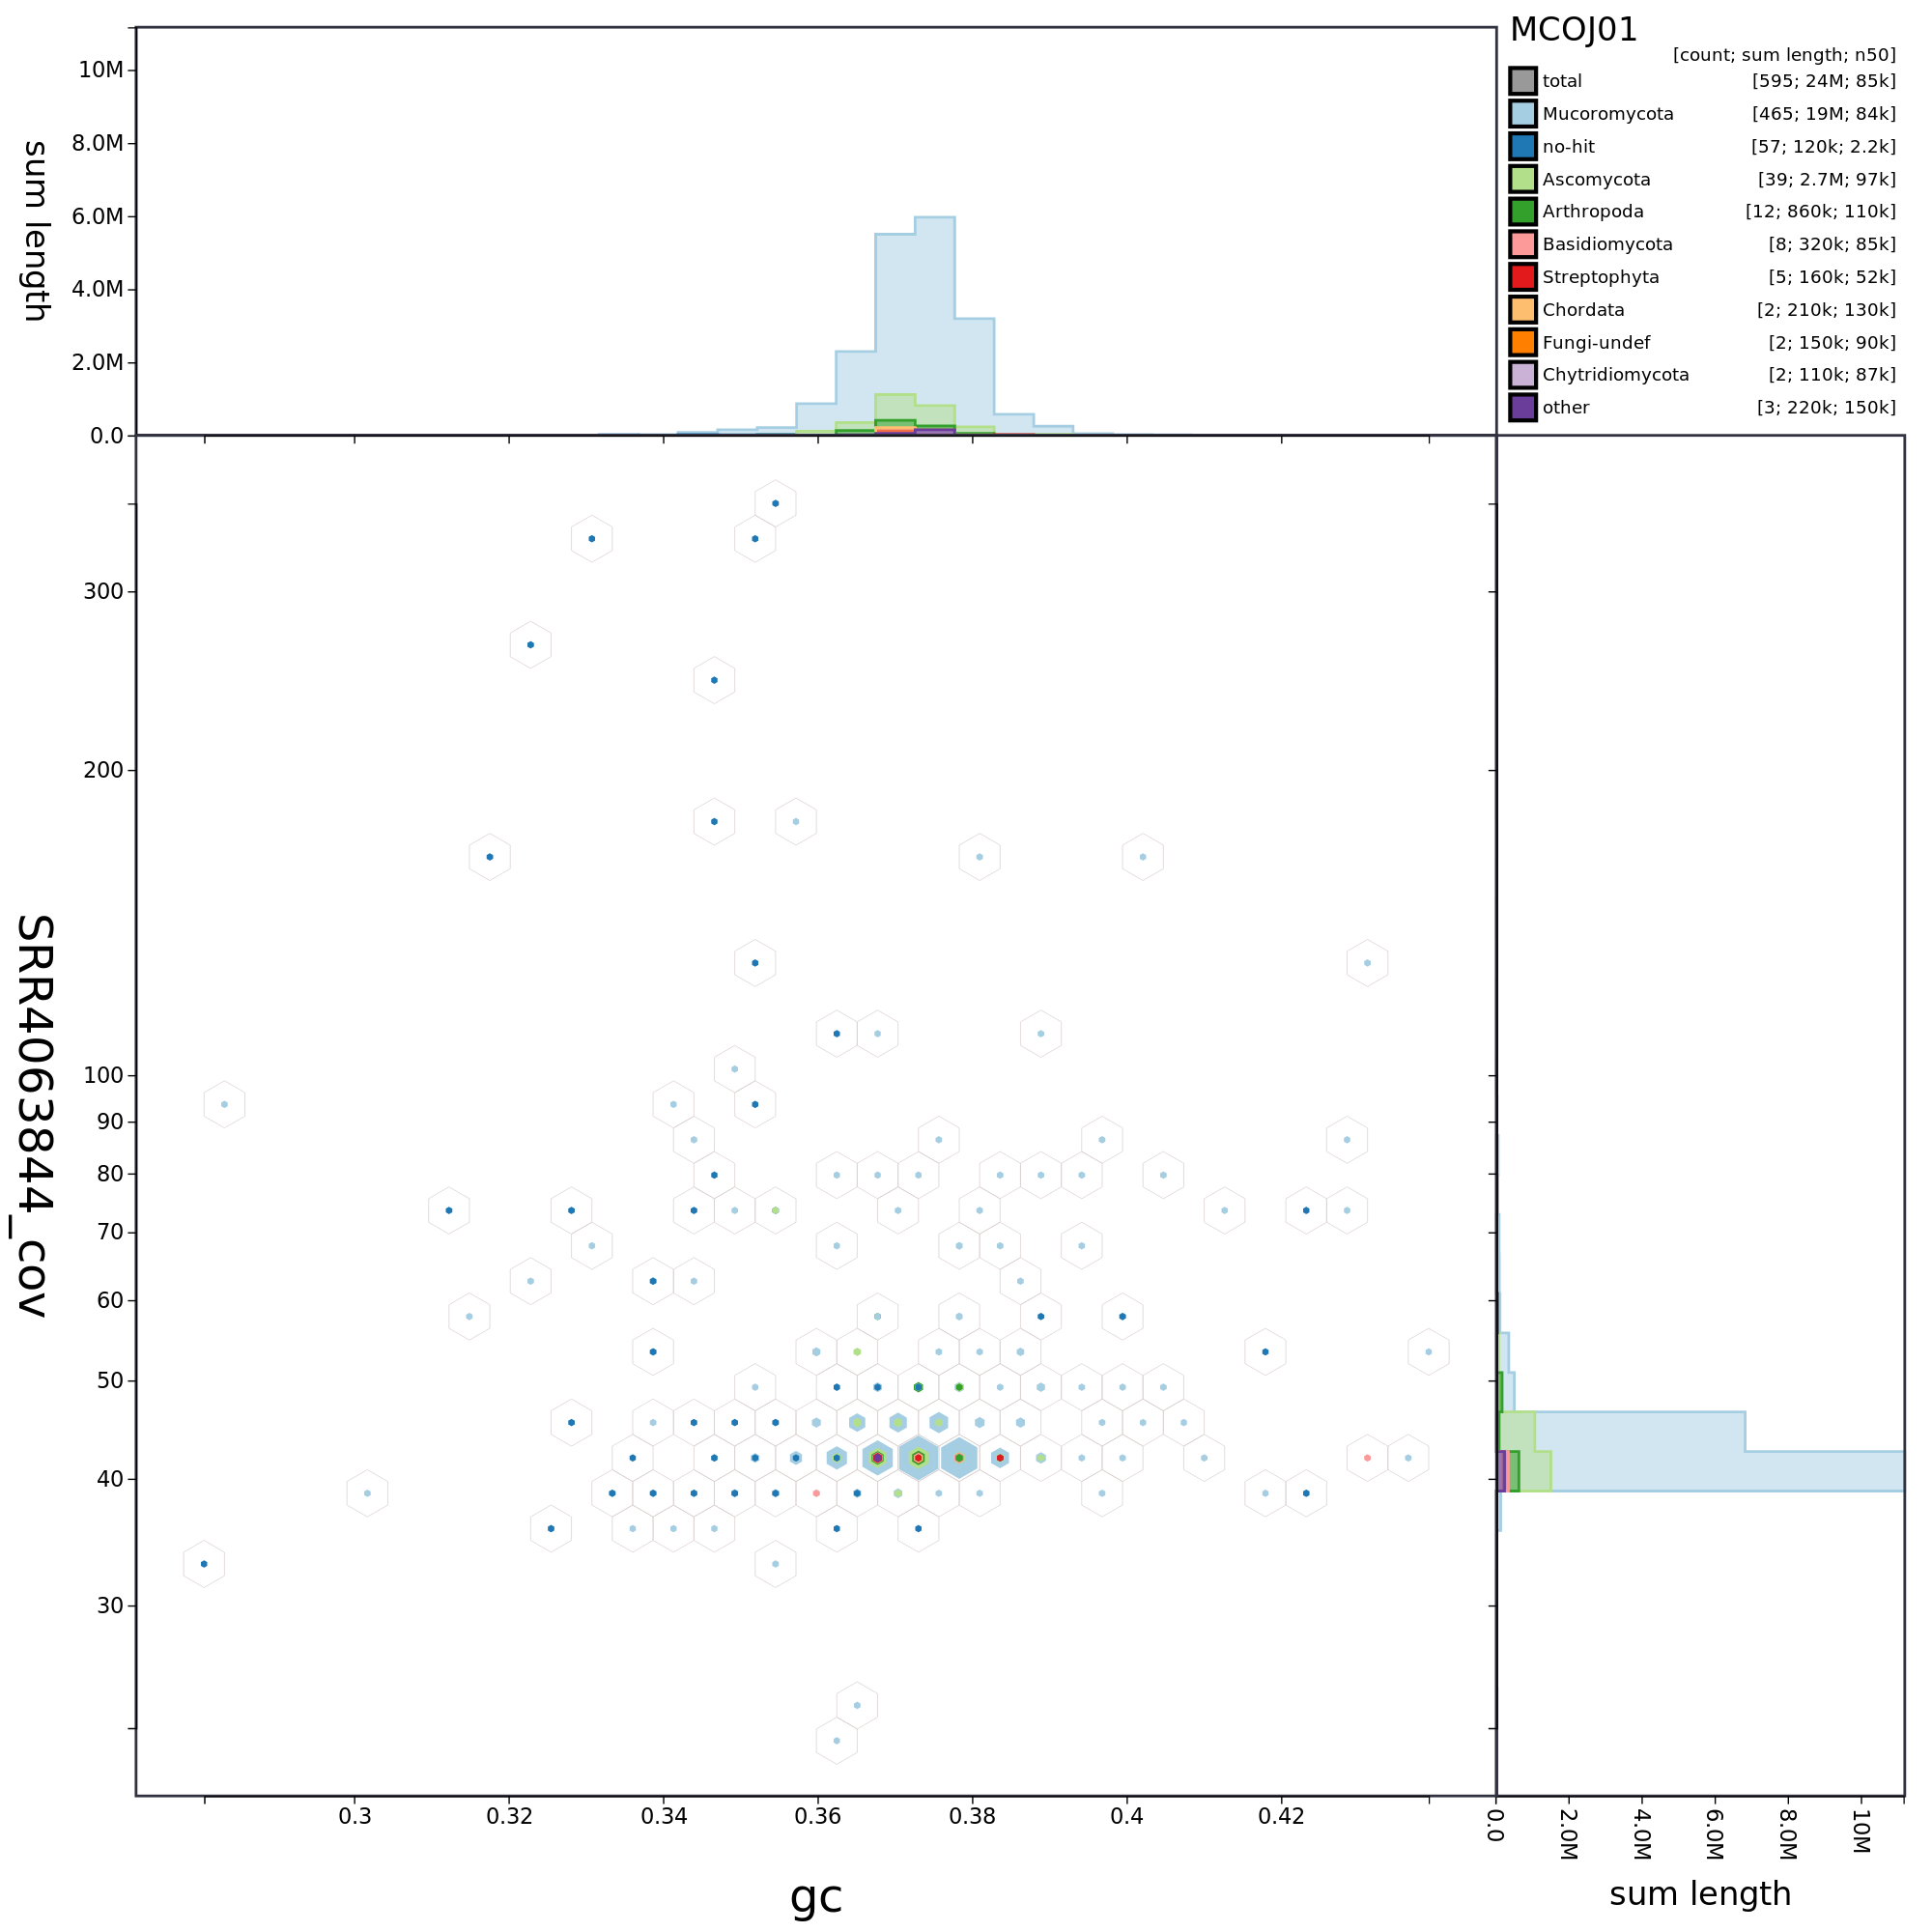 MCOJ01
[count; sum length; n50]
total [595; 24M; 85k]
Mucoromycota [465; 19M; 84k]
no-hit [57; 120k; 2.2k]
Ascomycota [39; 2.7M; 97k]
Arthropoda [12; 860k; 110k]
Basidiomycota [8; 320k; 85k]
Streptophyta [5; 160k; 52k]
Chordata [2; 210k; 130k]
Fungi-undef [2; 150k; 90k]
Chytridiomycota [2; 110k; 87k]
other [3; 220k; 150k]
sum length
10M
8.0M
6.0M
4.0M
2.0M
0.0
SRR4063844_cov
300
200
100
90
80
70
60
50
40
30
0.3 0.32 0.34 0.36 0.38 0.4 0.42
gc
0.0 2.0M 4.0M 6.0M 8.0M 10M
sum length